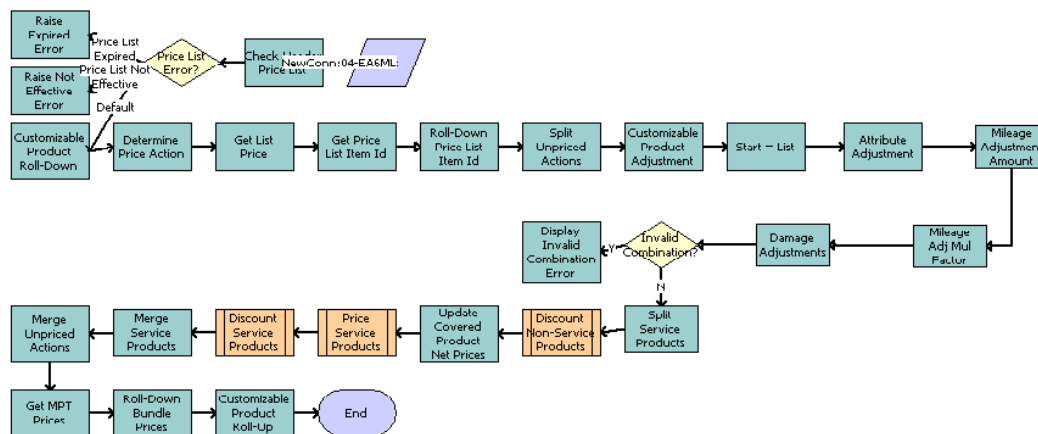 Raise
Expired
Error
Price List
Expired
Price List
Error?
Price List
NewConn:04-EA6ML:
Raise Not
Effective
Error
Price List Not
Effective
Default
Customizable
Product
Roll-Down
Determine
Price Action
Get List
Price
Get Price
List Item Id
Roll-Down
Price List
Item Id
Split
Unpriced
Actions
Customizable
Product
Adjustment
Start – List
Attribute
Adjustment
Mileage
Adjustment
Amount
Display
Invalid
Combination
Error
Y
Invalid
Combination?
N
Damage
Adjustments
Mileage
Adj Mul
Factor
Merge
Unpriced
Actions
Merge
Service
Products
Discount
Service
Products
Price
Service
Products
Update
Covered
Product
Net Prices
Discount
Non-Service
Products
Split
Service
Products
Get MPT
Prices
Roll-Down
Bundle
Prices
Customizable
Product
Roll-Up
End